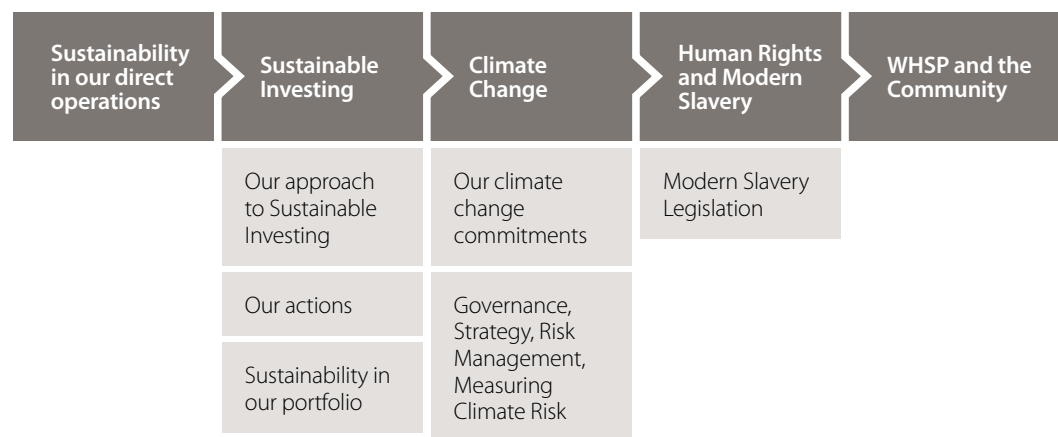 Sustainability
in our direct
operations
Sustainable
Investing
Climate
Change
Human Rights
and Modern
Slavery
WHSP and the
Community
Our approach
to Sustainable
Investing
Our actions
Sustainability in
our portfolio
Our climate
change
commitments
Governance,
Strategy, Risk
Management,
Measuring
Climate Risk
Modern Slavery
Legislation